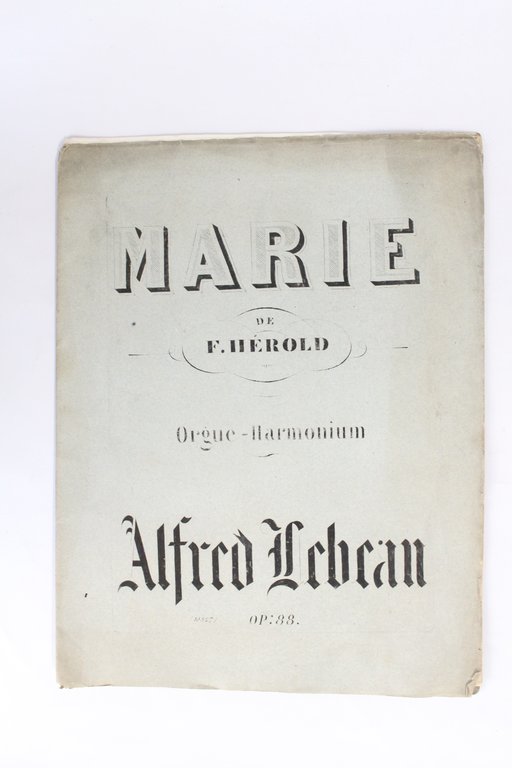 MARIE
DE
F. HÉROLD
Orgue-Harmonium
Alfred Lebeau
OP: 88.